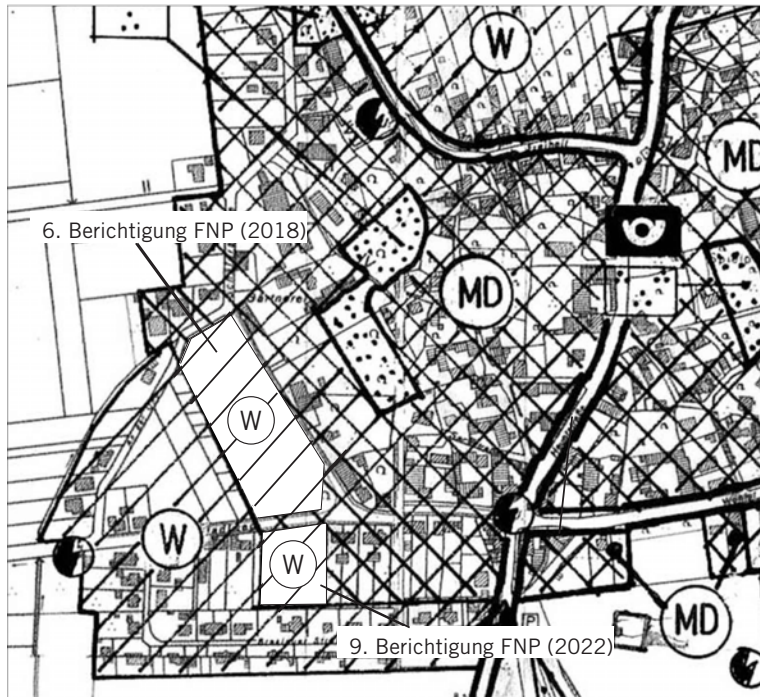 W
MD
6. Berichtigung FNP (2018)
MD
W
W
W
MD
9. Berichtigung FNP (2022)